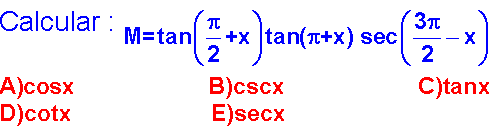 Calcular : M=tan(π/2+x)tan(π+x) sec(3π/2−x)
A)cosx B)cscx C)tanx
D)cotx E)secx